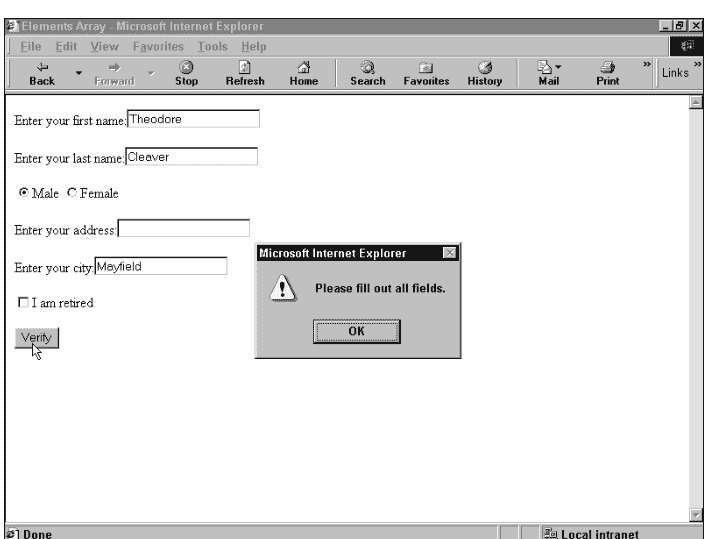 Elements Array - Microsoft Internet Explorer
File Edit View Favorites Tools Help
Back Forward Stop Refresh Home Search Favorites History Mail Print » Links »
Enter your first name: Theodore
Enter your last name: Cleaver
Male Female
Enter your address:
Microsoft Internet Explorer
Enter your city: Mayfield
Please fill out all fields.
I am retired
OK
Verify
Done Local intranet